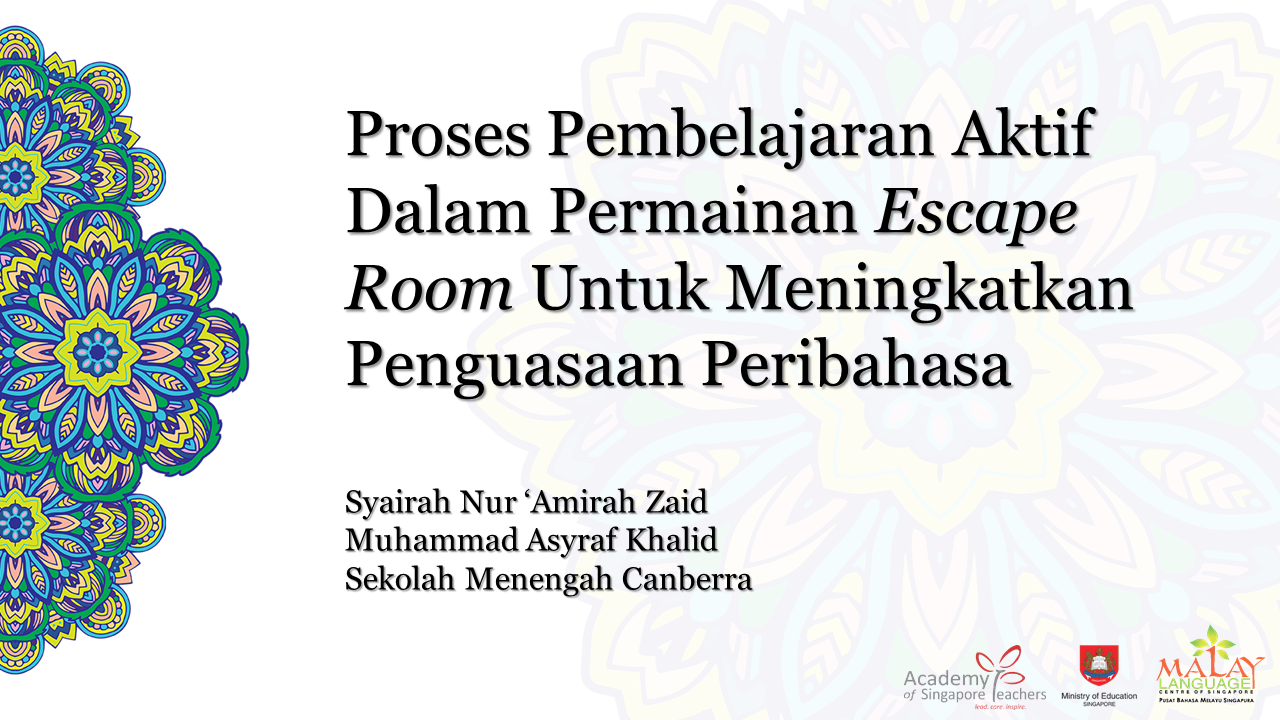 Proses Pembelajaran Aktif
Dalam Permainan Escape
Room Untuk Meningkatkan
Penguasaan Peribahasa
Syairah Nur ‘Amirah Zaid
Muhammad Asyraf Khalid
Sekolah Menengah Canberra
Academy
of Singapore Teachers
lead. care. inspire.
Ministry of Education
SINGAPORE
MALAY
LANGUAGE
CENTRE OF SINGAPORE
PUSAT BAHASA MELAYU SINGAPURA